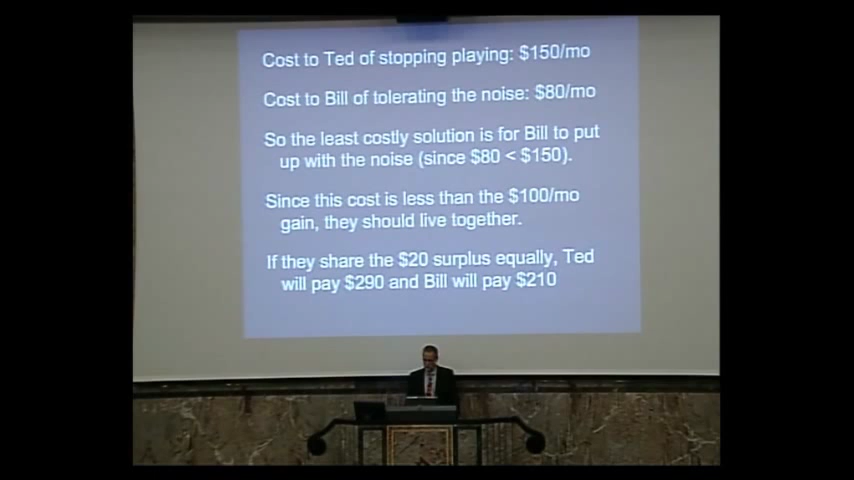 Cost to Ted of stopping playing: $150/mo
Cost to Bill of tolerating the noise: $80/mo
So the least costly solution is for Bill to put
up with the noise (since $80 < $150).
Since this cost is less than the $100/mo
gain, they should live together.
If they share the $20 surplus equally, Ted
will pay $290 and Bill will pay $210